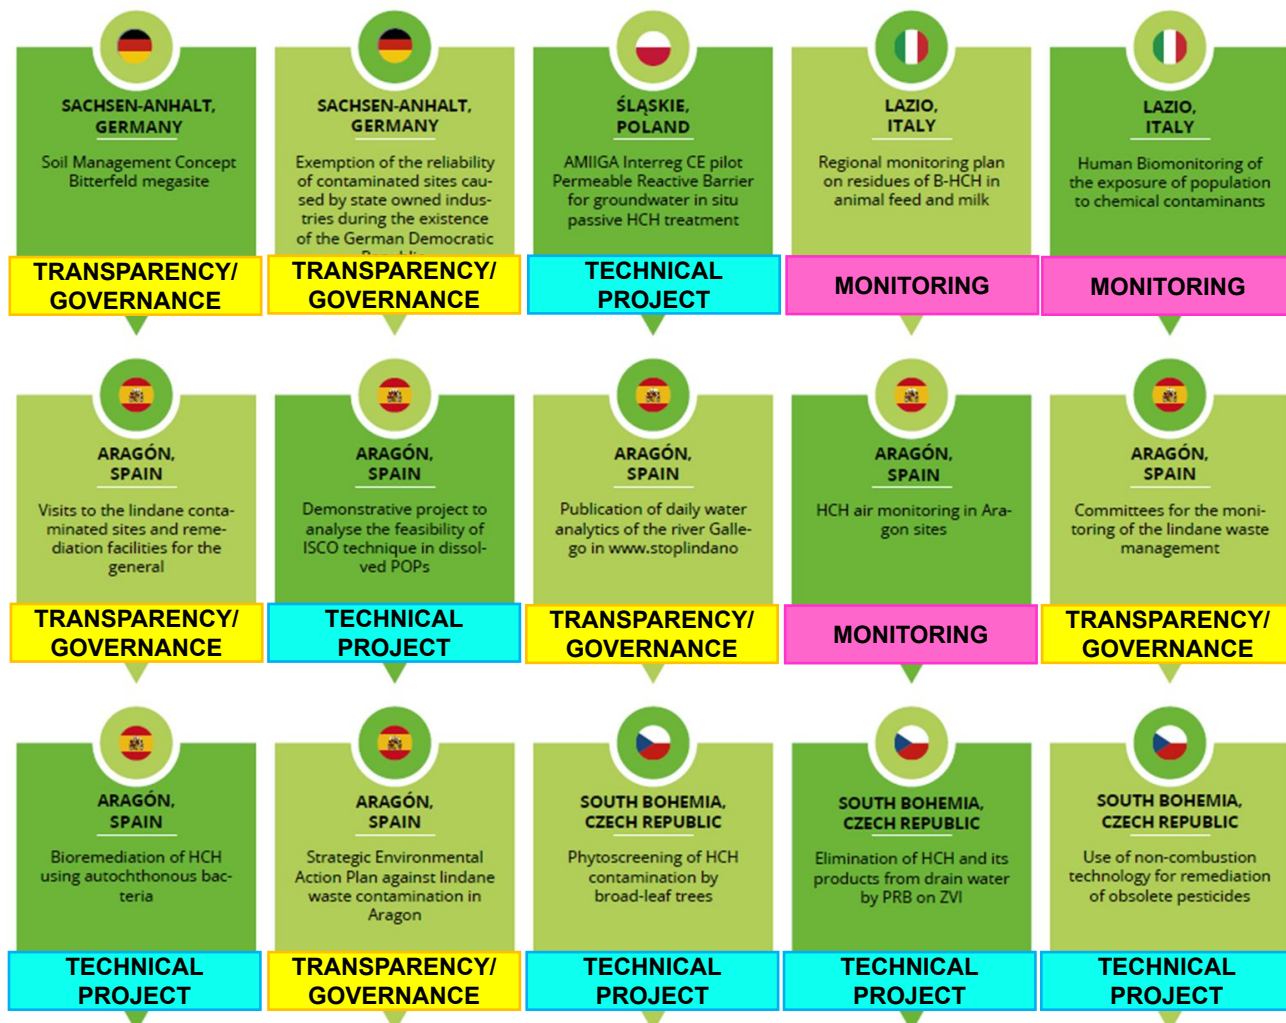 SACHSEN-ANHALT,
GERMANY
Soil Management Concept
Bitterfeld megasite
TRANSPARENCY/
GOVERNANCE
SACHSEN-ANHALT,
GERMANY
Exemption of the reliability
of contaminated sites cau-
sed by state owned indus-
tries during the existence
of the German Democratic
TRANSPARENCY/
GOVERNANCE
ŚLĄSKIE,
POLAND
AMIIGA Interreg CE pilot
Permeable Reactive Barrier
for groundwater in situ
passive HCH treatment
TECHNICAL
PROJECT
LAZIO,
ITALY
Regional monitoring plan
on residues of B-HCH in
animal feed and milk
MONITORING
LAZIO,
ITALY
Human Biomonitoring of
the exposure of population
to chemical contaminants
MONITORING
ARAGÓN,
SPAIN
Visits to the lindane conta-
minated sites and reme-
diation facilities for the
general
TRANSPARENCY/
GOVERNANCE
ARAGÓN,
SPAIN
Demonstrative project to
analyse the feasibility of
ISCO technique in dissol-
ved POPs
TECHNICAL
PROJECT
ARAGÓN,
SPAIN
Publication of daily water
analytics of the river Galle-
go in www.stoplindano
TRANSPARENCY/
GOVERNANCE
ARAGÓN,
SPAIN
HCH air monitoring in Ara-
gon sites
MONITORING
ARAGÓN,
SPAIN
Committees for the moni-
toring of the lindane waste
management
TRANSPARENCY/
GOVERNANCE
ARAGÓN,
SPAIN
Bioremediation of HCH
using autochthonous bac-
teria
TECHNICAL
PROJECT
ARAGÓN,
SPAIN
Strategic Environmental
Action Plan against lindane
waste contamination in
Aragon
TRANSPARENCY/
GOVERNANCE
SOUTH BOHEMIA,
CZECH REPUBLIC
Phytoscreening of HCH
contamination by
broad-leaf trees
TECHNICAL
PROJECT
SOUTH BOHEMIA,
CZECH REPUBLIC
Elimination of HCH and its
products from drain water
by PRB on ZVI
TECHNICAL
PROJECT
SOUTH BOHEMIA,
CZECH REPUBLIC
Use of non-combustion
technology for remediation
of obsolete pesticides
TECHNICAL
PROJECT